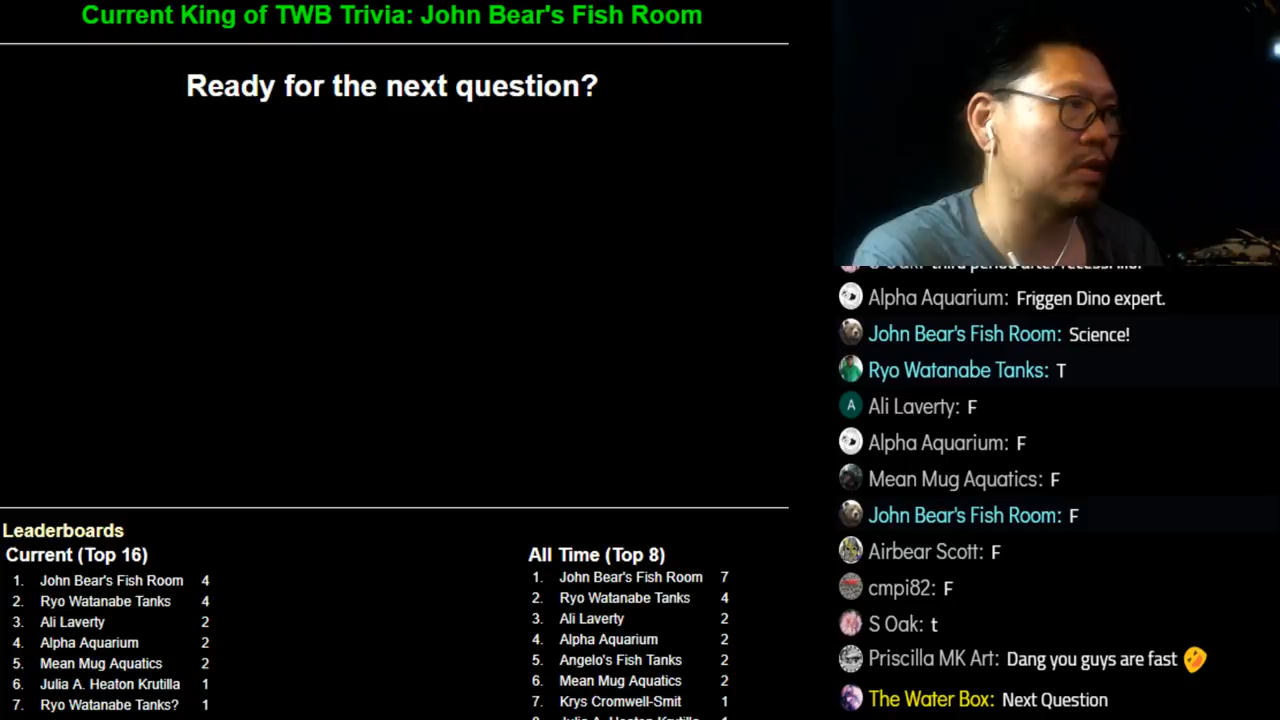 Current King of TWB Trivia: John Bear's Fish Room
Ready for the next question?
Alpha Aquarium: Friggen Dino expert.
John Bear's Fish Room: Science!
Ryo Watanabe Tanks: T
A Ali Laverty: F
Alpha Aquarium: F
Mean Mug Aquatics: F
John Bear's Fish Room: F
Airbear Scott: F
cmpi82: F
S Oak: t
Priscilla MK Art: Dang you guys are fast 🤣
The Water Box: Next Question
Leaderboards
Current (Top 16)
1. John Bear's Fish Room 4
2. Ryo Watanabe Tanks 4
3. Ali Laverty 2
4. Alpha Aquarium 2
5. Mean Mug Aquatics 2
6. Julia A. Heaton Krutilla 1
7. Ryo Watanabe Tanks? 1
All Time (Top 8)
1. John Bear's Fish Room 7
2. Ryo Watanabe Tanks 4
3. Ali Laverty 2
4. Alpha Aquarium 2
5. Angelo's Fish Tanks 2
6. Mean Mug Aquatics 2
7. Krys Cromwell-Smit 1